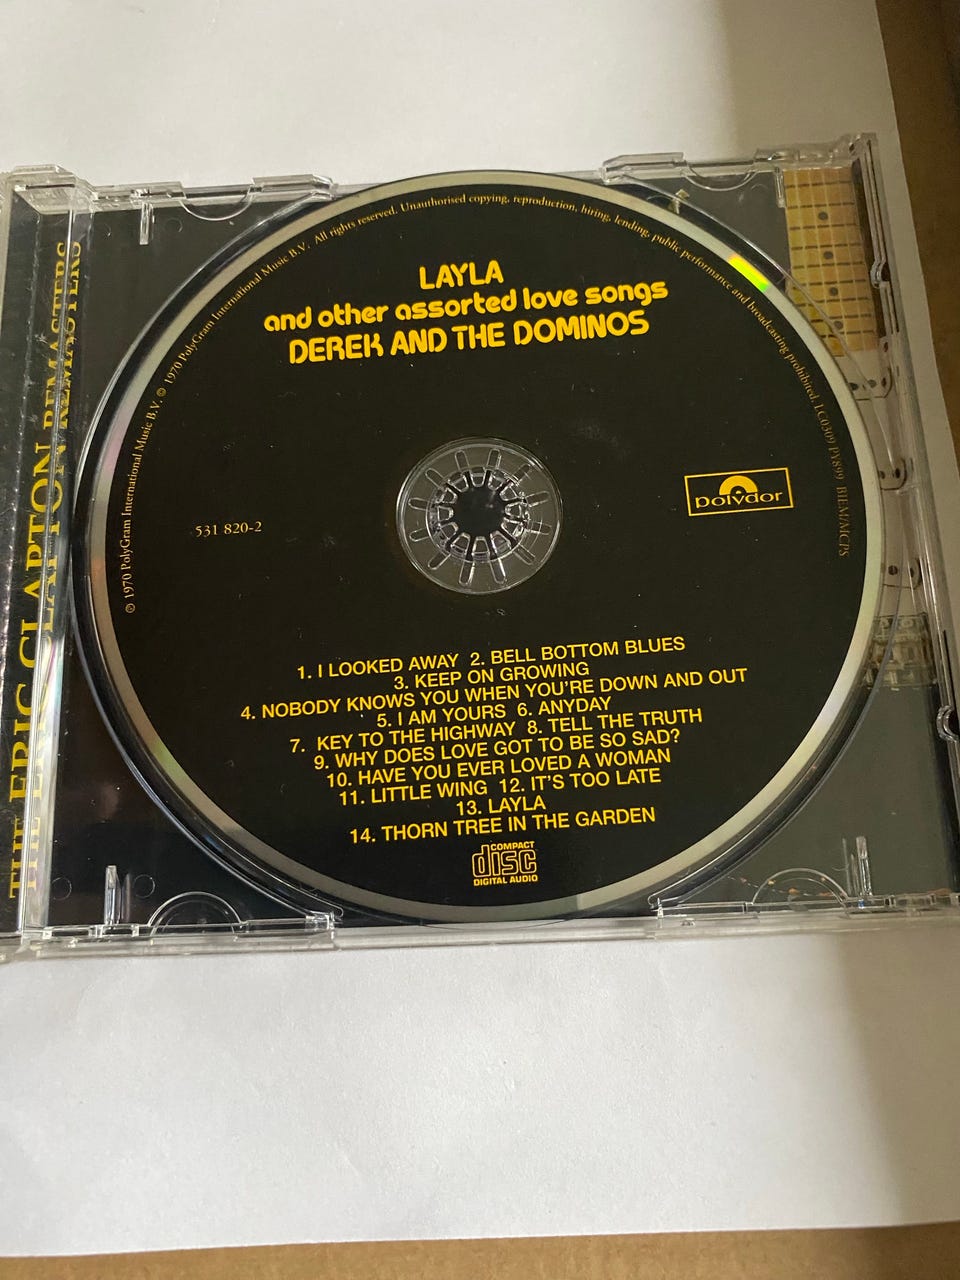 THE ERIC CLAPTON REMASTERS
℗ 1970 PolyGram International Music B.V. © 1970 PolyGram International Music B.V. All rights reserved. Unauthorised copying, reproduction, hiring, lending, public performance and broadcasting prohibited. LC0309 PY899 BIEM/MCPS
LAYLA
and other assorted love songs
DEREK AND THE DOMINOS
531 820-2
polydor
1. I LOOKED AWAY 2. BELL BOTTOM BLUES
3. KEEP ON GROWING
4. NOBODY KNOWS YOU WHEN YOU'RE DOWN AND OUT
5. I AM YOURS 6. ANYDAY
7. KEY TO THE HIGHWAY 8. TELL THE TRUTH
9. WHY DOES LOVE GOT TO BE SO SAD?
10. HAVE YOU EVER LOVED A WOMAN
11. LITTLE WING 12. IT'S TOO LATE
13. LAYLA
14. THORN TREE IN THE GARDEN
COMPACT
disc
DIGITAL AUDIO